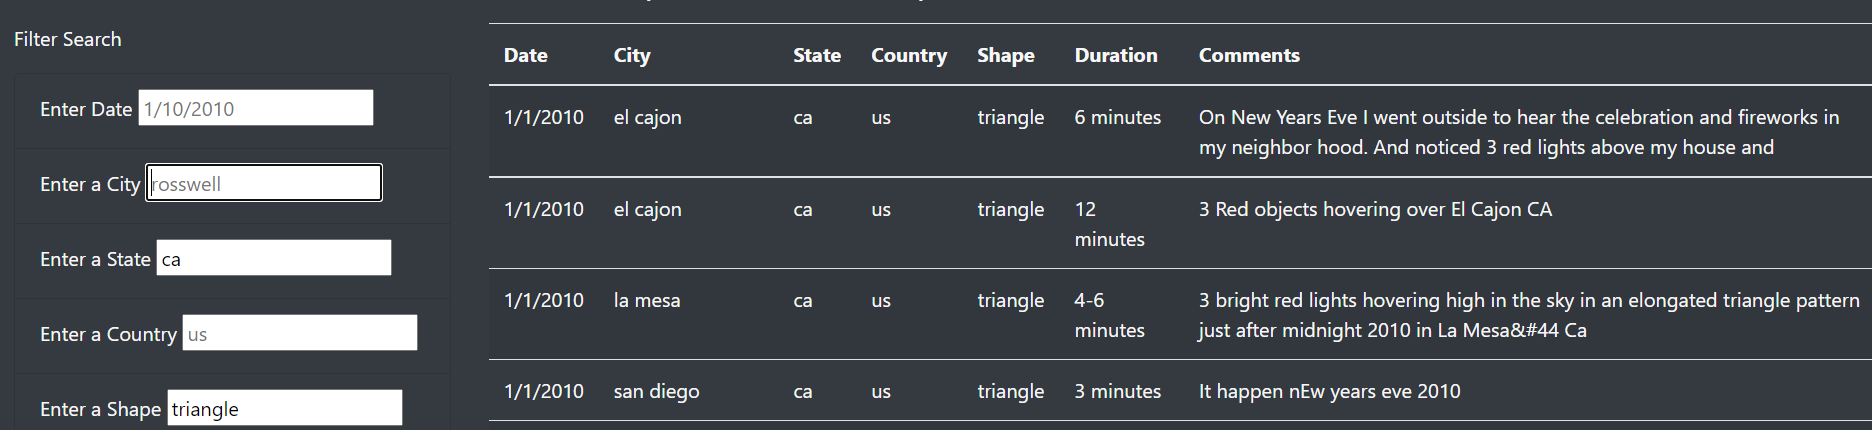 Filter Search
Enter Date 1/10/2010
Enter a City rosswell
Enter a State ca
Enter a Country us
Enter a Shape triangle
Date City State Country Shape Duration Comments
1/1/2010 el cajon ca us triangle 6 minutes On New Years Eve I went outside to hear the celebration and fireworks in
my neighbor hood. And noticed 3 red lights above my house and
1/1/2010 el cajon ca us triangle 12 3 Red objects hovering over El Cajon CA
minutes
1/1/2010 la mesa ca us triangle 4-6 3 bright red lights hovering high in the sky in an elongated triangle pattern
minutes just after midnight 2010 in La Mesa&#44 Ca
1/1/2010 san diego ca us triangle 3 minutes It happen nEw years eve 2010